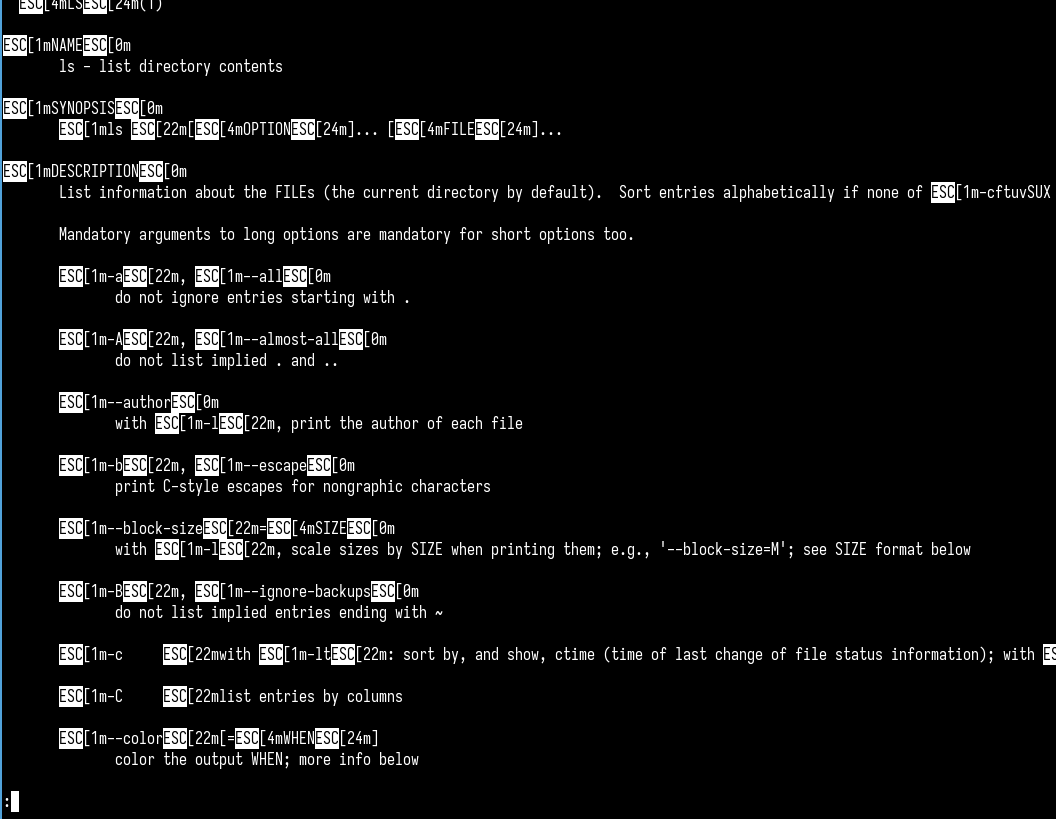 ESC[4mLSESC[24m(1)
ESC[1mNAMEESC[0m
ls - list directory contents
ESC[1mSYNOPSISESC[0m
ESC[1mls ESC[22m[ESC[4mOPTIONESC[24m]... [ESC[4mFILEESC[24m]...
ESC[1mDESCRIPTIONESC[0m
List information about the FILEs (the current directory by default).  Sort entries alphabetically if none of ESC[1m-cftuvSUX
Mandatory arguments to long options are mandatory for short options too.
ESC[1m-aESC[22m, ESC[1m--allESC[0m
do not ignore entries starting with .
ESC[1m-AESC[22m, ESC[1m--almost-allESC[0m
do not list implied . and ..
ESC[1m--authorESC[0m
with ESC[1m-lESC[22m, print the author of each file
ESC[1m-bESC[22m, ESC[1m--escapeESC[0m
print C-style escapes for nongraphic characters
ESC[1m--block-sizeESC[22m=ESC[4mSIZEESC[0m
with ESC[1m-lESC[22m, scale sizes by SIZE when printing them; e.g., '--block-size=M'; see SIZE format below
ESC[1m-BESC[22m, ESC[1m--ignore-backupsESC[0m
do not list implied entries ending with ~
ESC[1m-c     ESC[22mwith ESC[1m-ltESC[22m: sort by, and show, ctime (time of last change of file status information); with ES
ESC[1m-C     ESC[22mlist entries by columns
ESC[1m--colorESC[22m[=ESC[4mWHENESC[24m]
color the output WHEN; more info below
: